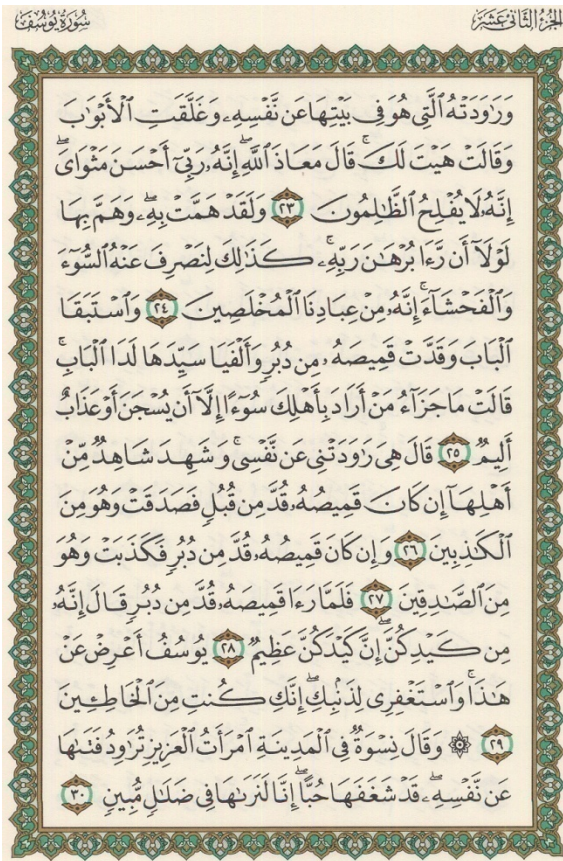 الجزء الثاني عشر
سورة يوسف
وَرَٰوَدَتْهُ ٱلَّتِى هُوَ فِى بَيْتِهَا عَن نَّفْسِهِۦ وَغَلَّقَتِ ٱلْأَبْوَٰبَ
وَقَالَتْ هَيْتَ لَكَ ۚ قَالَ مَعَاذَ ٱللَّهِ ۖ إِنَّهُۥ رَبِّىٓ أَحْسَنَ مَثْوَاىَ ۖ
إِنَّهُۥ لَا يُفْلِحُ ٱلظَّٰلِمُونَ ٢٣ وَلَقَدْ هَمَّتْ بِهِۦ ۖ وَهَمَّ بِهَا
لَوْلَآ أَن رَّءَا بُرْهَٰنَ رَبِّهِۦ ۚ كَذَٰلِكَ لِنَصْرِفَ عَنْهُ ٱلسُّوٓءَ
وَٱلْفَحْشَآءَ ۚ إِنَّهُۥ مِنْ عِبَادِنَا ٱلْمُخْلَصِينَ ٢٤ وَٱسْتَبَقَا
ٱلْبَابَ وَقَدَّتْ قَمِيصَهُۥ مِن دُبُرٍ وَأَلْفَيَا سَيِّدَهَا لَدَا ٱلْبَابِ ۚ
قَالَتْ مَا جَزَآءُ مَنْ أَرَادَ بِأَهْلِكَ سُوٓءًا إِلَّآ أَن يُسْجَنَ أَوْ عَذَابٌ
أَلِيمٌ ٢٥ قَالَ هِىَ رَٰوَدَتْنِى عَن نَّفْسِى ۚ وَشَهِدَ شَاهِدٌ مِّنْ
أَهْلِهَآ إِن كَانَ قَمِيصُهُۥ قُدَّ مِن قُبُلٍ فَصَدَقَتْ وَهُوَ مِنَ
ٱلْكَٰذِبِينَ ٢٦ وَإِن كَانَ قَمِيصُهُۥ قُدَّ مِن دُبُرٍ فَكَذَبَتْ وَهُوَ
مِنَ ٱلصَّٰدِقِينَ ٢٧ فَلَمَّا رَءَا قَمِيصَهُۥ قُدَّ مِن دُبُرٍ قَالَ إِنَّهُۥ
مِن كَيْدِكُنَّ ۖ إِنَّ كَيْدَكُنَّ عَظِيمٌ ٢٨ يُوسُفُ أَعْرِضْ عَنْ
هَٰذَا ۚ وَٱسْتَغْفِرِى لِذَنۢبِكِ ۖ إِنَّكِ كُنتِ مِنَ ٱلْخَاطِـِٔينَ
٢٩ ۞ وَقَالَ نِسْوَةٌ فِى ٱلْمَدِينَةِ ٱمْرَأَتُ ٱلْعَزِيزِ تُرَٰوِدُ فَتَىٰهَا
عَن نَّفْسِهِۦ ۖ قَدْ شَغَفَهَا حُبًّا ۖ إِنَّا لَنَرَىٰهَا فِى ضَلَٰلٍ مُّبِينٍ ٣٠